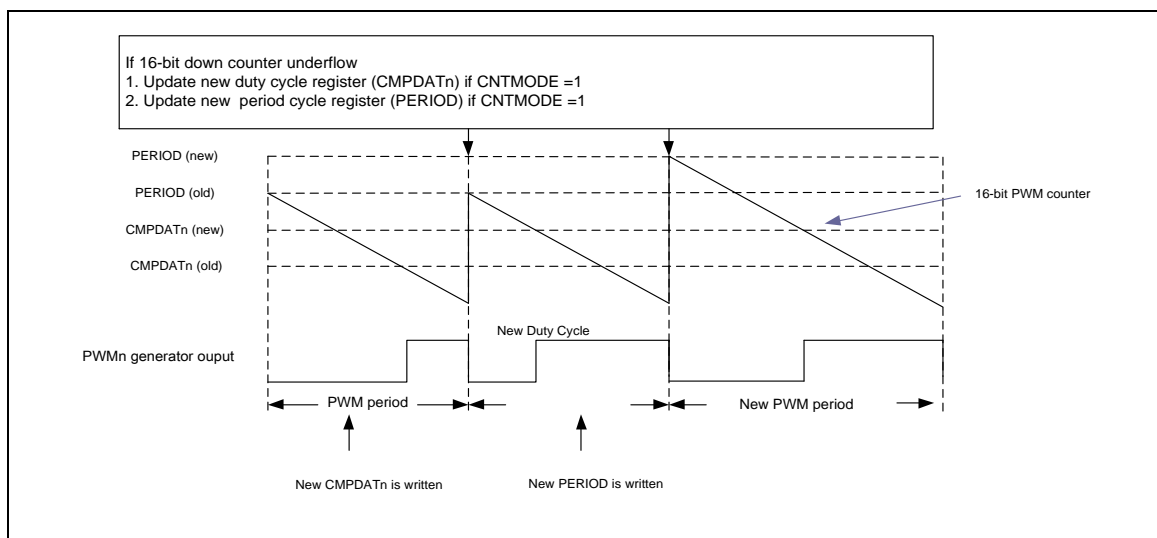 If 16-bit down counter underflow
1. Update new duty cycle register (CMPDATn) if CNTMODE =1
2. Update new  period cycle register (PERIOD) if CNTMODE =1
PERIOD (new)
PERIOD (old)
16-bit PWM counter
CMPDATn (new)
CMPDATn (old)
New Duty Cycle
PWMn generator ouput
PWM period
New PWM period
New CMPDATn is written
New PERIOD is written